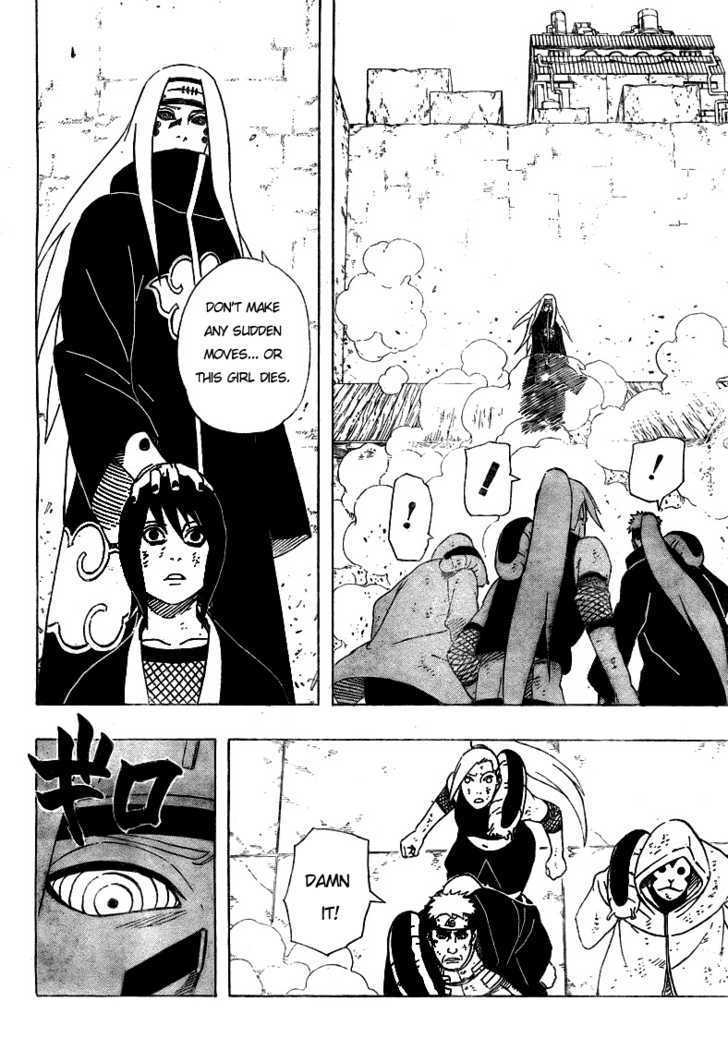 !
!
!
DON'T MAKE
ANY SUDDEN
MOVES... OR
THIS GIRL DIES.
DAMN
IT!
ギロ